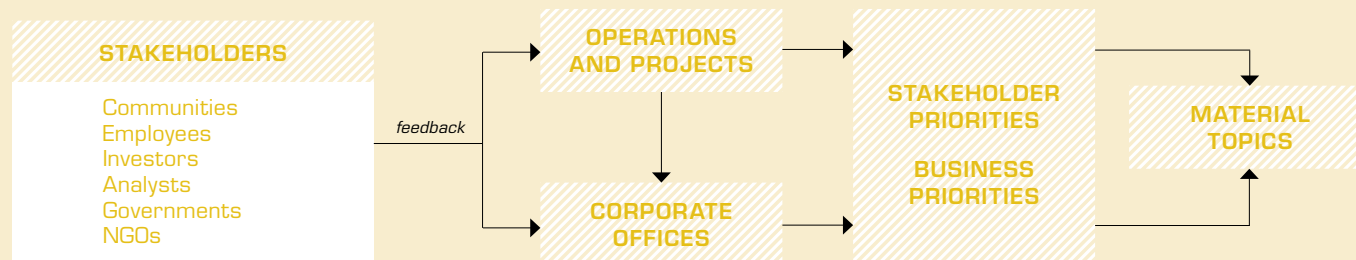 STAKEHOLDERS
Communities
Employees
Investors
Analysts
Governments
NGOs
feedback
OPERATIONS
AND PROJECTS
CORPORATE
OFFICES
STAKEHOLDER
PRIORITIES
BUSINESS
PRIORITIES
MATERIAL
TOPICS